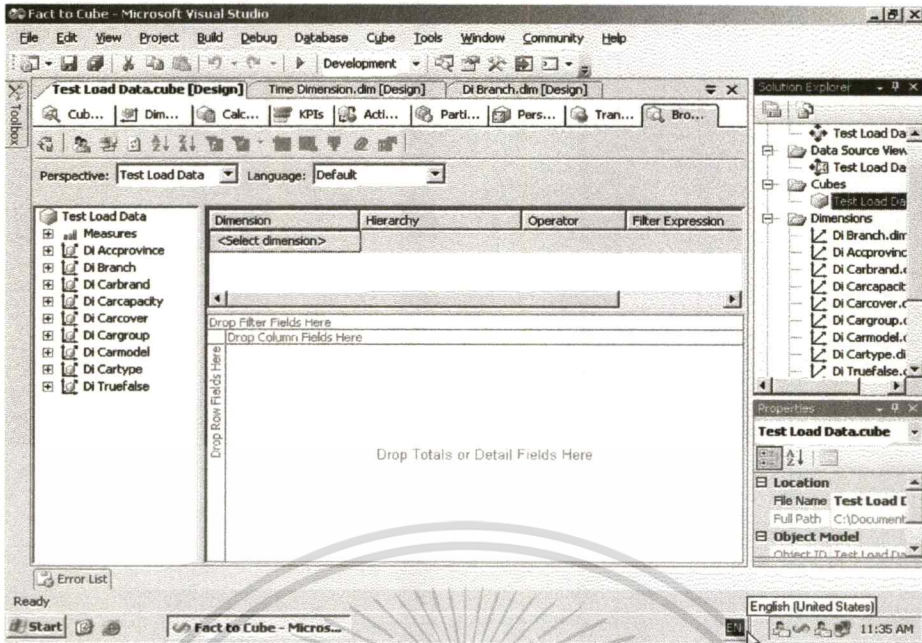 Fact to Cube - Microsoft Visual Studio
File Edit View Project Build Debug Database Cube Tools Window Community Help
Development
Test Load Data.cube [Design] Time Dimension.dim [Design] Di Branch.dim [Design]
Cub... Dim... Calc... KPIs Acti... Parti... Pers... Tran... Bro...
Perspective: Test Load Data Language: Default
Toolbox
Test Load Data
Measures
Di Accprovince
Di Branch
Di Carbrand
Di Carcapacity
Di Carcover
Di Cargroup
Di Carmodel
Di Cartype
Di Truefalse
Dimension Hierarchy Operator Filter Expression
<Select dimension>
Drop Filter Fields Here
Drop Column Fields Here
Drop Row Fields Here
Drop Totals or Detail Fields Here
Solution Explorer
Test Load Da
Data Source View
Test Load Da
Cubes
Test Load Da
Dimensions
Di Branch.dim
Di Accprovinc
Di Carbrand.c
Di Carcapacit
Di Carcover.c
Di Cargroup.c
Di Carmodel.c
Di Cartype.di
Di Truefalse.c
Properties
Test Load Data.cube
Location
File Name Test Load D
Full Path C:\Document
Object Model
Object ID Test Load Da
Error List
Ready
English (United States)
Start Fact to Cube - Micros... EN 11:35 AM